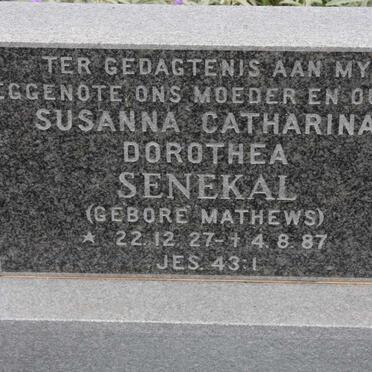 TER GEDAGTENIS AAN MY
EGGENOTE, ONS MOEDER EN OU
SUSANNA CATHARINA
DOROTHEA
SENEKAL
(GEBORE MATHEWS)
* 22.12.27-† 4.8.87
JES. 43:1